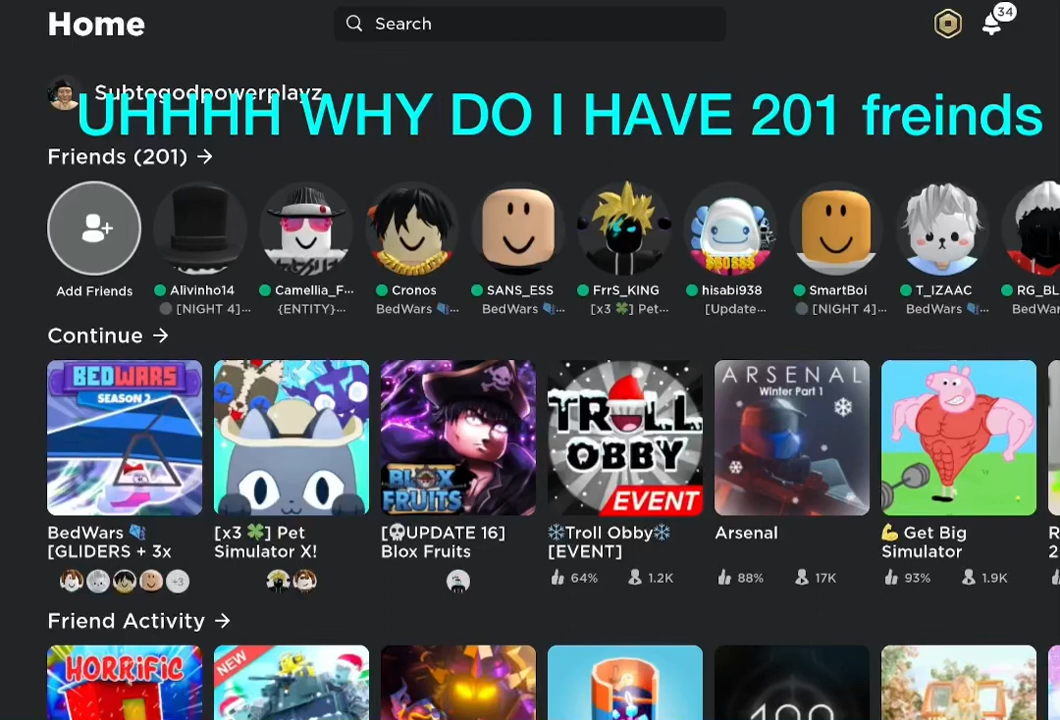 Home
Search
34
Subtogodpowerplayz
UHHHH WHY DO I HAVE 201 freinds
Friends (201) →
Add Friends
Alivinho14
[NIGHT 4]...
Camellia_F...
{ENTITY}...
Cronos
BedWars
SANS_ESS
BedWars
FrrS_KING
[x3 🍀] Pet...
hisabi938
[Update...
SmartBoi
[NIGHT 4]...
T_IZAAC
BedWars
RG_BL
BedWar
Continue →
BEDWARS
SEASON 2
BLOX
FRUITS
TROLL
OBBY
EVENT
ARSENAL
Winter Part 1
BedWars
[GLIDERS + 3x
+3
[x3 🍀] Pet
Simulator X!
[💀UPDATE 16]
Blox Fruits
❄Troll Obby❄
[EVENT]
64% 1.2K
Arsenal
88% 17K
💪 Get Big
Simulator
93% 1.9K
Friend Activity →
HORRIFIC
NEW